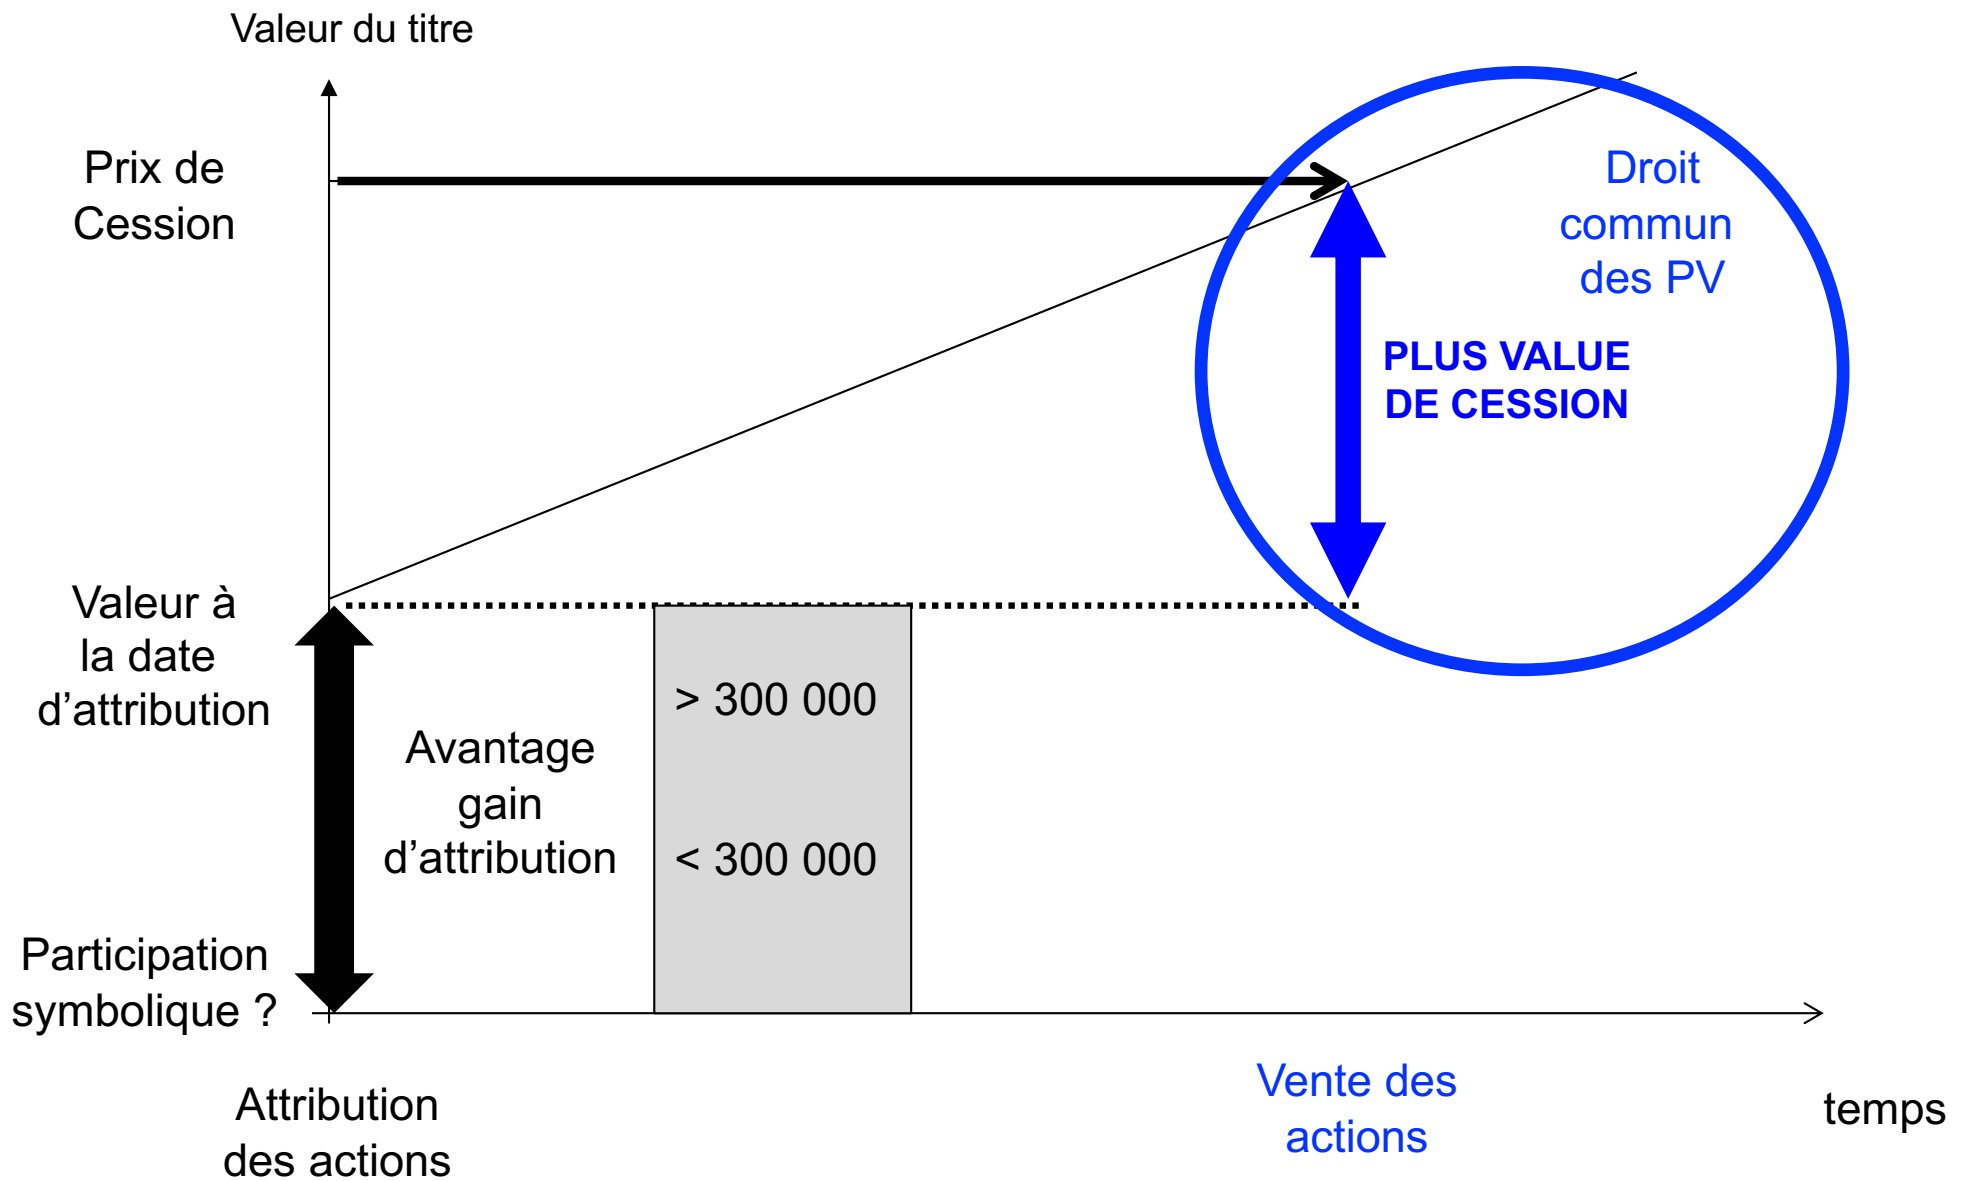 Valeur du titre
Prix de
Cession
Droit
commun
des PV
PLUS VALUE
DE CESSION
Valeur à
la date
d’attribution
> 300 000
Avantage
gain
d’attribution
< 300 000
Participation
symbolique ?
Attribution
des actions
Vente des
actions
temps